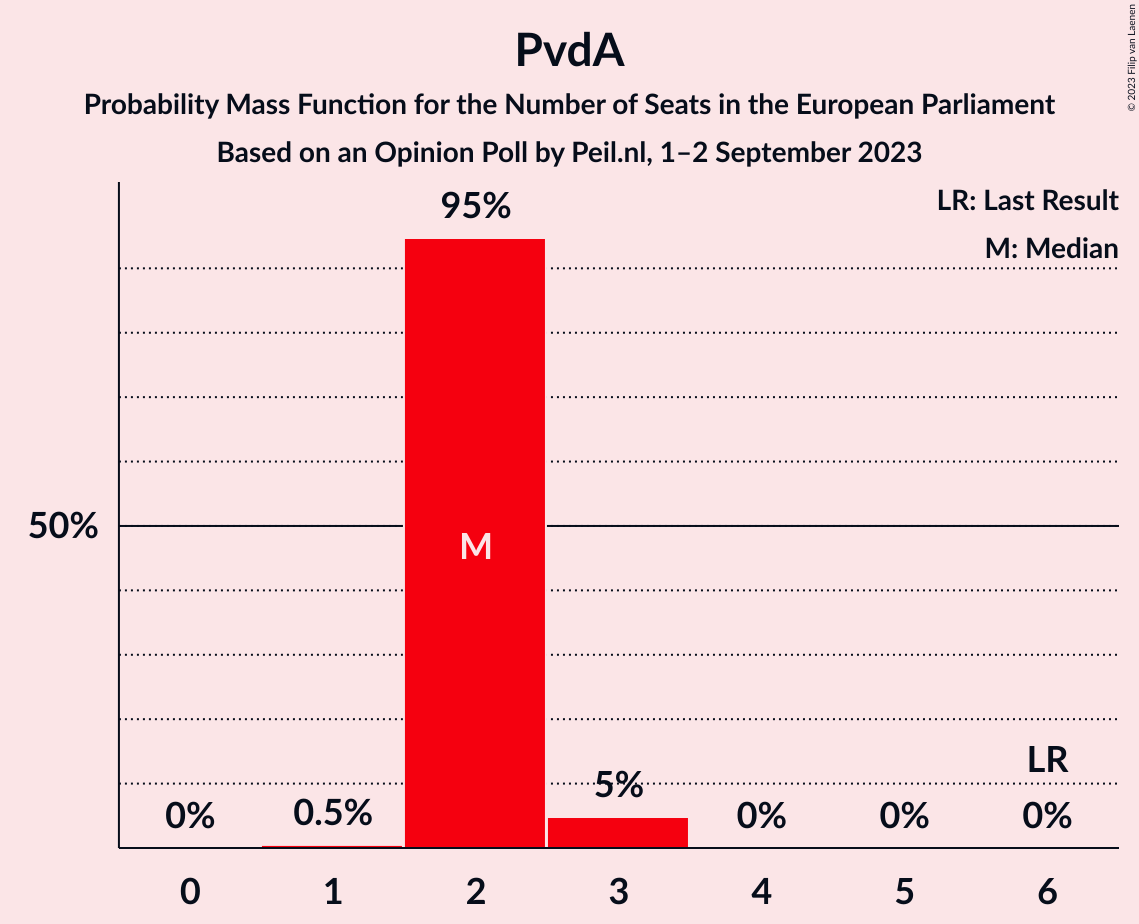 PvdA
Probability Mass Function for the Number of Seats in the European Parliament
Based on an Opinion Poll by Peil.nl, 1–2 September 2023
© 2023 Filip van Laenen
LR: Last Result
M: Median
95%
50%
M
LR
0% 0.5% 5% 0% 0% 0%
0 1 2 3 4 5 6